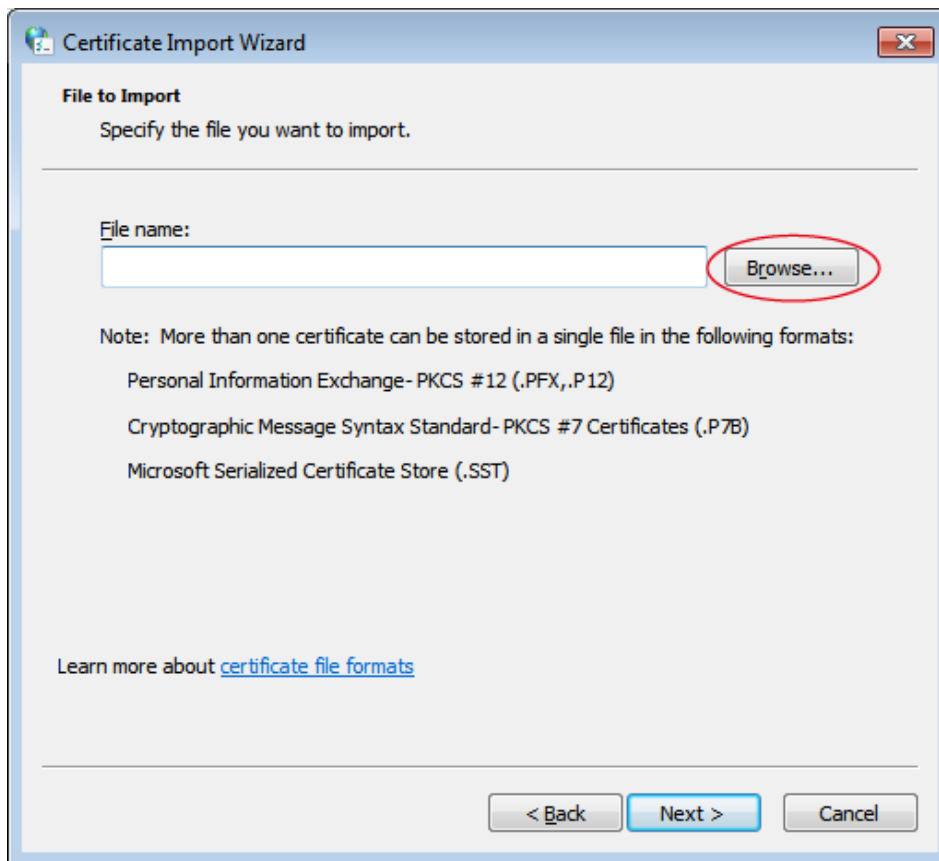 Certificate Import Wizard
File to Import
Specify the file you want to import.
File name:
Browse...
Note: More than one certificate can be stored in a single file in the following formats:
Personal Information Exchange- PKCS #12 (.PFX,.P12)
Cryptographic Message Syntax Standard- PKCS #7 Certificates (.P7B)
Microsoft Serialized Certificate Store (.SST)
Learn more about certificate file formats
< Back Next > Cancel